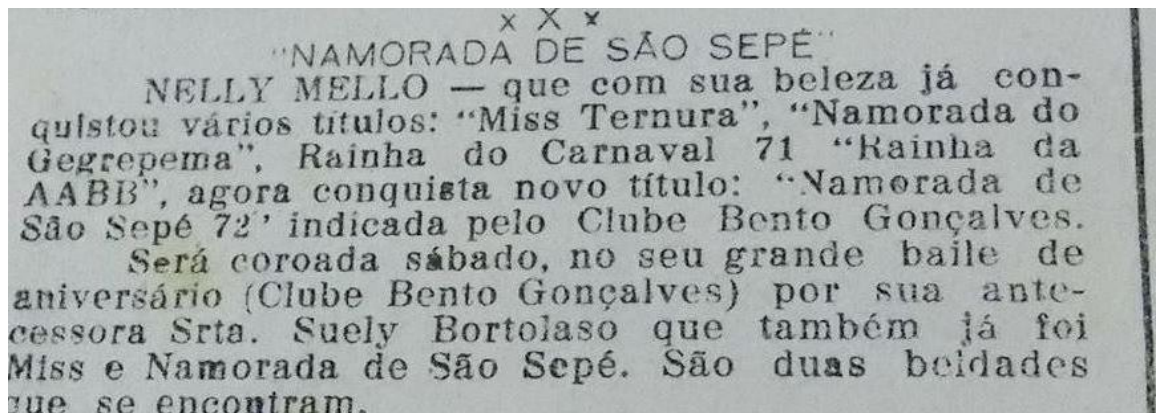 x X x
"NAMORADA DE SÃO SEPÉ"
NELLY MELLO — que com sua beleza já con-
quistou vários títulos: "Miss Ternura", "Namorada do
Gegrepema", Rainha do Carnaval 71 "Rainha da
AABB", agora conquista novo título: "Namorada de
São Sepé 72' indicada pelo Clube Bento Gonçalves.
Será coroada sábado, no seu grande baile de
aniversário (Clube Bento Gonçalves) por sua ante-
cessora Srta. Suely Bortolaso que também já foi
Miss e Namorada de São Sepé. São duas beldades
que se encontram.